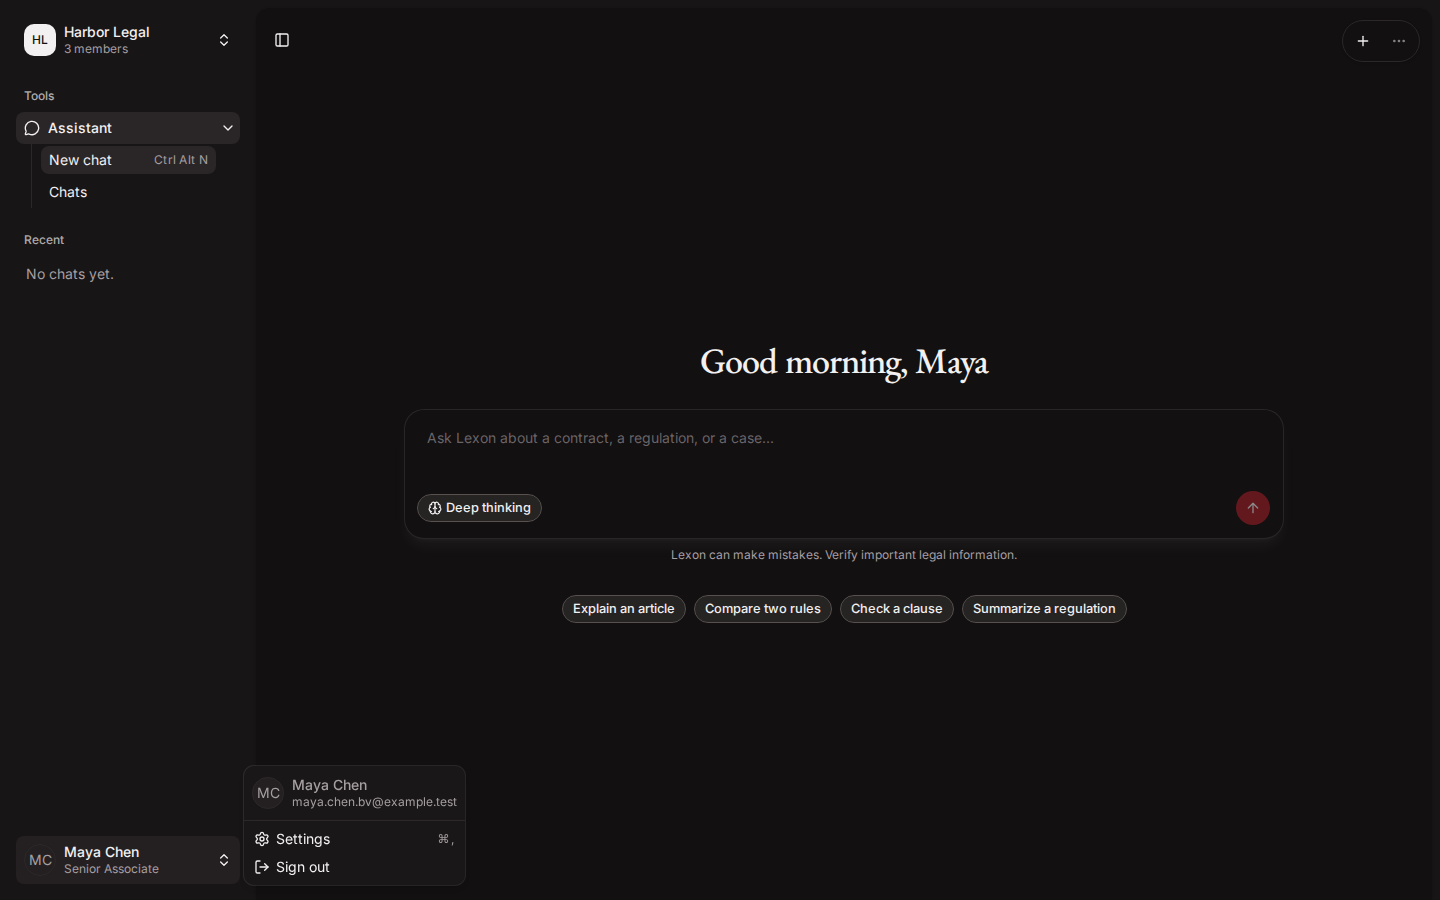 HL
Harbor Legal
3 members
Tools
Assistant
New chat Ctrl Alt N
Chats
Recent
No chats yet.
Good morning, Maya
Ask Lexon about a contract, a regulation, or a case...
Deep thinking
Lexon can make mistakes. Verify important legal information.
Explain an article
Compare two rules
Check a clause
Summarize a regulation
MC
Maya Chen
maya.chen.bv@example.test
Settings ⌘,
Sign out
MC
Maya Chen
Senior Associate